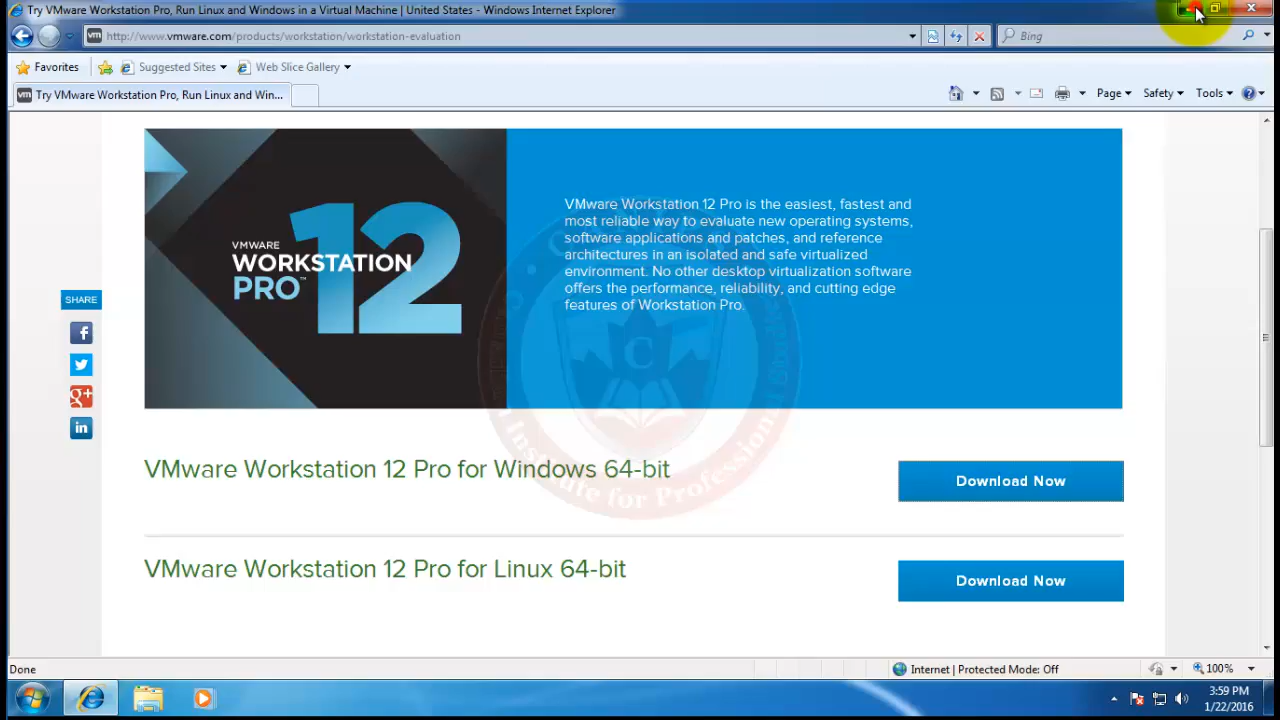 Try VMware Workstation Pro, Run Linux and Windows in a Virtual Machine | United States - Windows Internet Explorer
http://www.vmware.com/products/workstation/workstation-evaluation
Bing
Favorites
Suggested Sites
Web Slice Gallery
vm Try VMware Workstation Pro, Run Linux and Win...
Page
Safety
Tools
VMWARE
WORKSTATION
PRO™
12
VMware Workstation 12 Pro is the easiest, fastest and
most reliable way to evaluate new operating systems,
software applications and patches, and reference
architectures in an isolated and safe virtualized
environment. No other desktop virtualization software
offers the performance, reliability, and cutting edge
features of Workstation Pro.
SHARE
f
g+
in
C
Institute for Professional
VMware Workstation 12 Pro for Windows 64-bit
Download Now
VMware Workstation 12 Pro for Linux 64-bit
Download Now
Done
Internet | Protected Mode: Off
100%
3:59 PM
1/22/2016